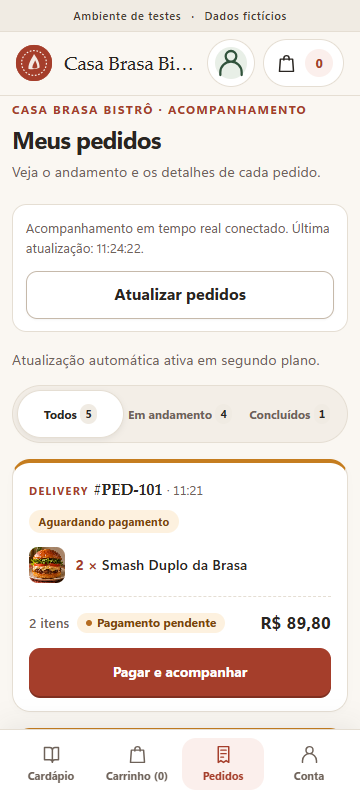 Ambiente de testes · Dados fictícios
Casa Brasa Bi...
0
CASA BRASA BISTRÔ · ACOMPANHAMENTO
Meus pedidos
Veja o andamento e os detalhes de cada pedido.
Acompanhamento em tempo real conectado. Última
atualização: 11:24:22.
Atualizar pedidos
Atualização automática ativa em segundo plano.
Todos 5 Em andamento 4 Concluídos 1
DELIVERY #PED-101 · 11:21
Aguardando pagamento
2 × Smash Duplo da Brasa
2 itens Pagamento pendente R$ 89,80
Pagar e acompanhar
Cardápio Carrinho (0) Pedidos Conta